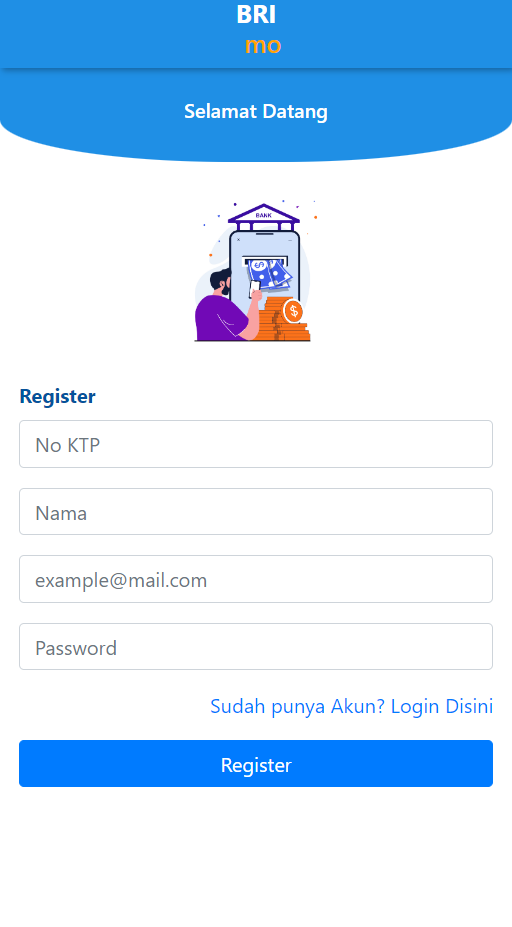 BRI
mo
Selamat Datang
BANK
$
$
Register
No KTP
Nama
example@mail.com
Password
Sudah punya Akun? Login Disini
Register